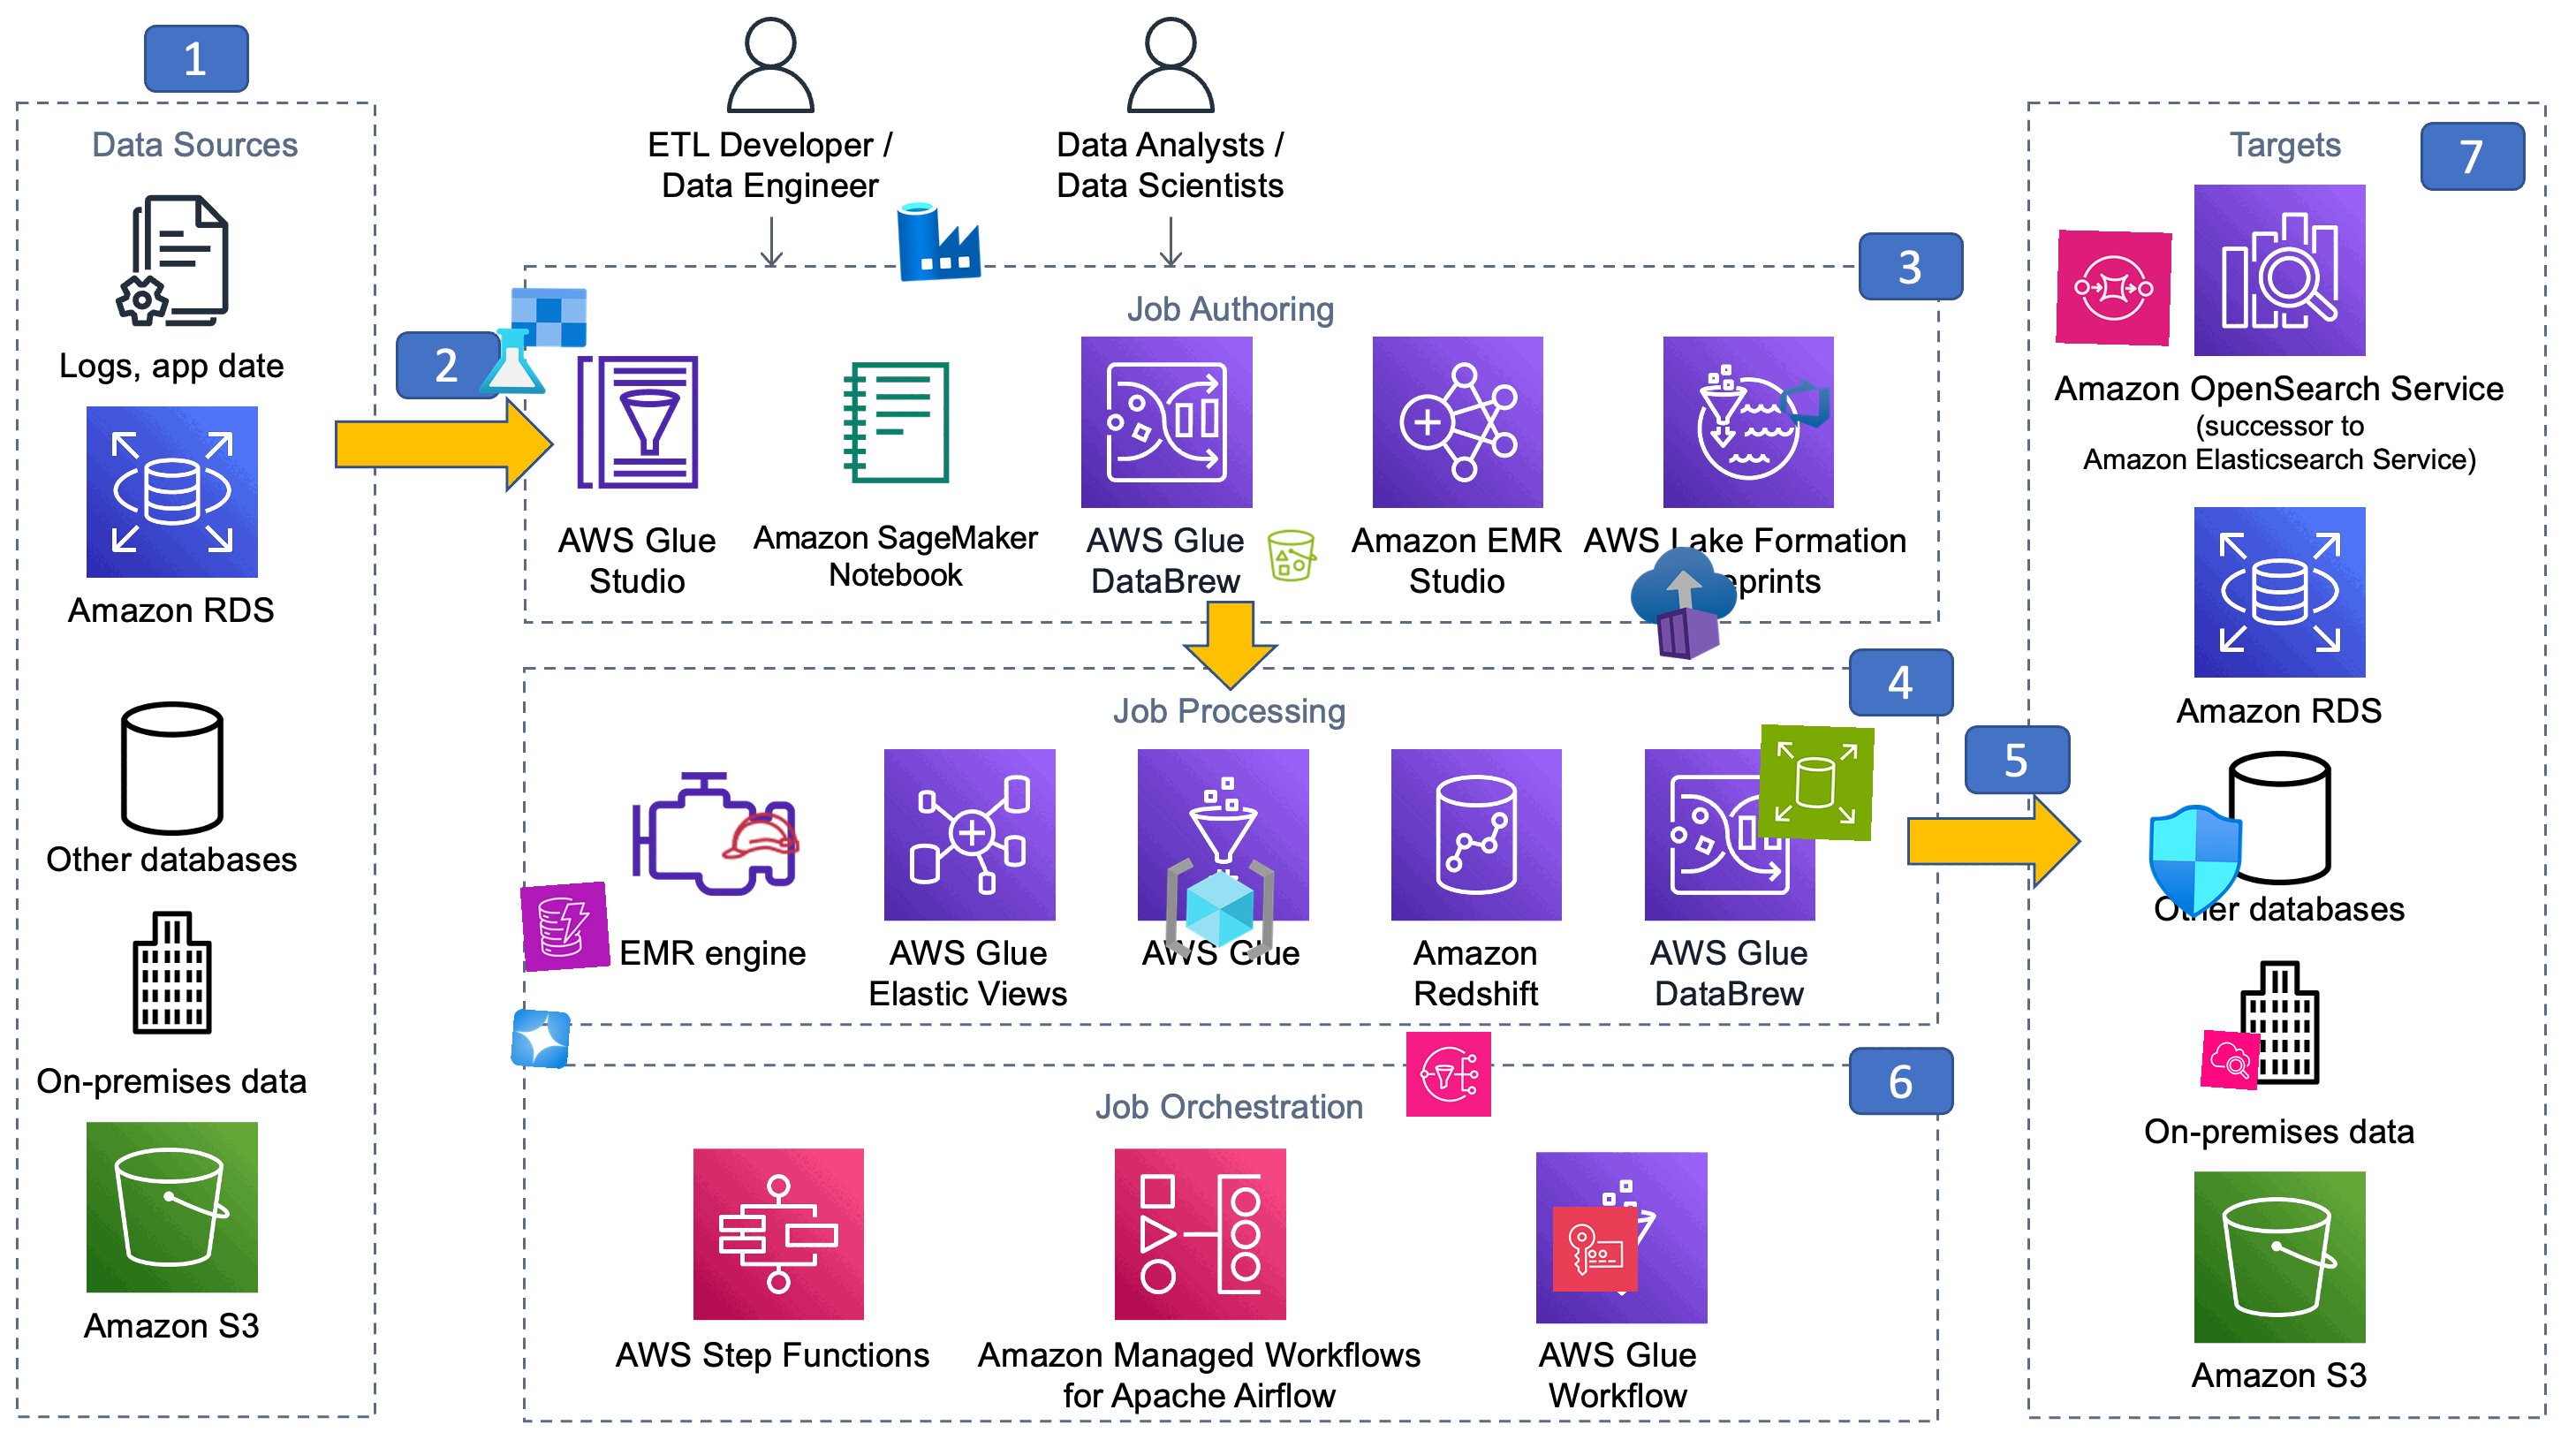 1
Data Sources
Logs, app date
Amazon RDS
Other databases
On-premises data
Amazon S3
2
ETL Developer /
Data Engineer
Data Analysts /
Data Scientists
3
Job Authoring
AWS Glue
Studio
Amazon SageMaker
Notebook
AWS Glue
DataBrew
Amazon EMR
Studio
AWS Lake Formation
eprints
4
Job Processing
EMR engine
AWS Glue
Elastic Views
AWS Glue
Amazon
Redshift
AWS Glue
DataBrew
5
6
Job Orchestration
AWS Step Functions
Amazon Managed Workflows
for Apache Airflow
AWS Glue
Workflow
7
Targets
Amazon OpenSearch Service
(successor to
Amazon Elasticsearch Service)
Amazon RDS
Other databases
On-premises data
Amazon S3